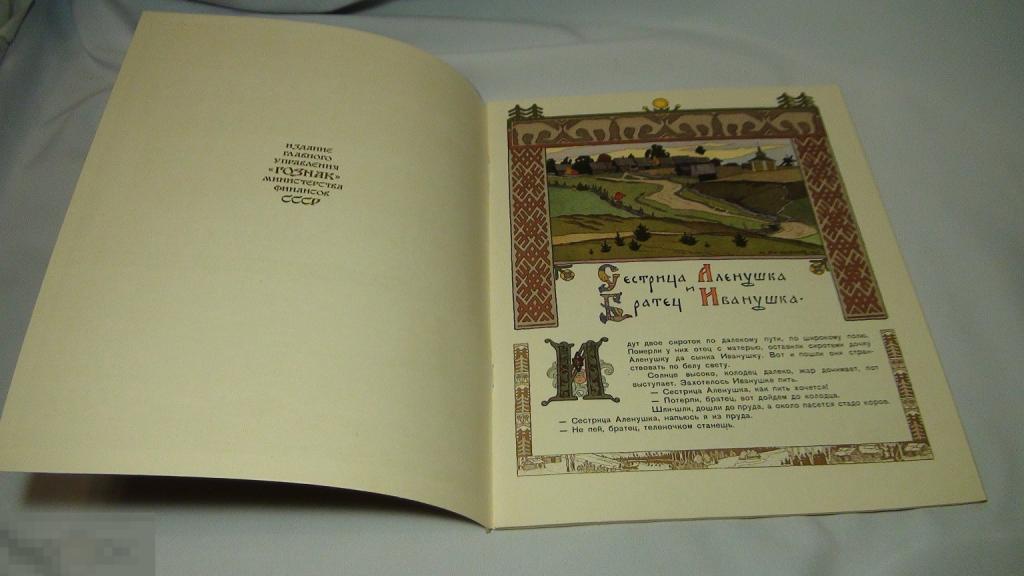 ИЗДАНИЕ
ГЛАВНОГО
УПРАВЛЕНИЯ
«ГОЗНАК»
МИНИСТЕРСТВА
ФИНАНСОВ
СССР
Сестрица Аленушка
и
Братец Иванушка.
Идут двое сироток по далекому пути, по широкому полю.
Померли у них отец с матерью, оставили сиротами дочку
Аленушку да сынка Иванушку. Вот и пошли они стран-
ствовать по белу свету.
Солнце высоко, колодец далеко, жар донимает, пот
выступает. Захотелось Иванушке пить.
— Сестрица Аленушка, как пить хочется!
— Потерпи, братец, вот дойдем до колодца.
Шли-шли, дошли до пруда, а около пасется стадо коров.
— Сестрица Аленушка, напьюсь я из пруда.
— Не пей, братец, теленочком станешь.